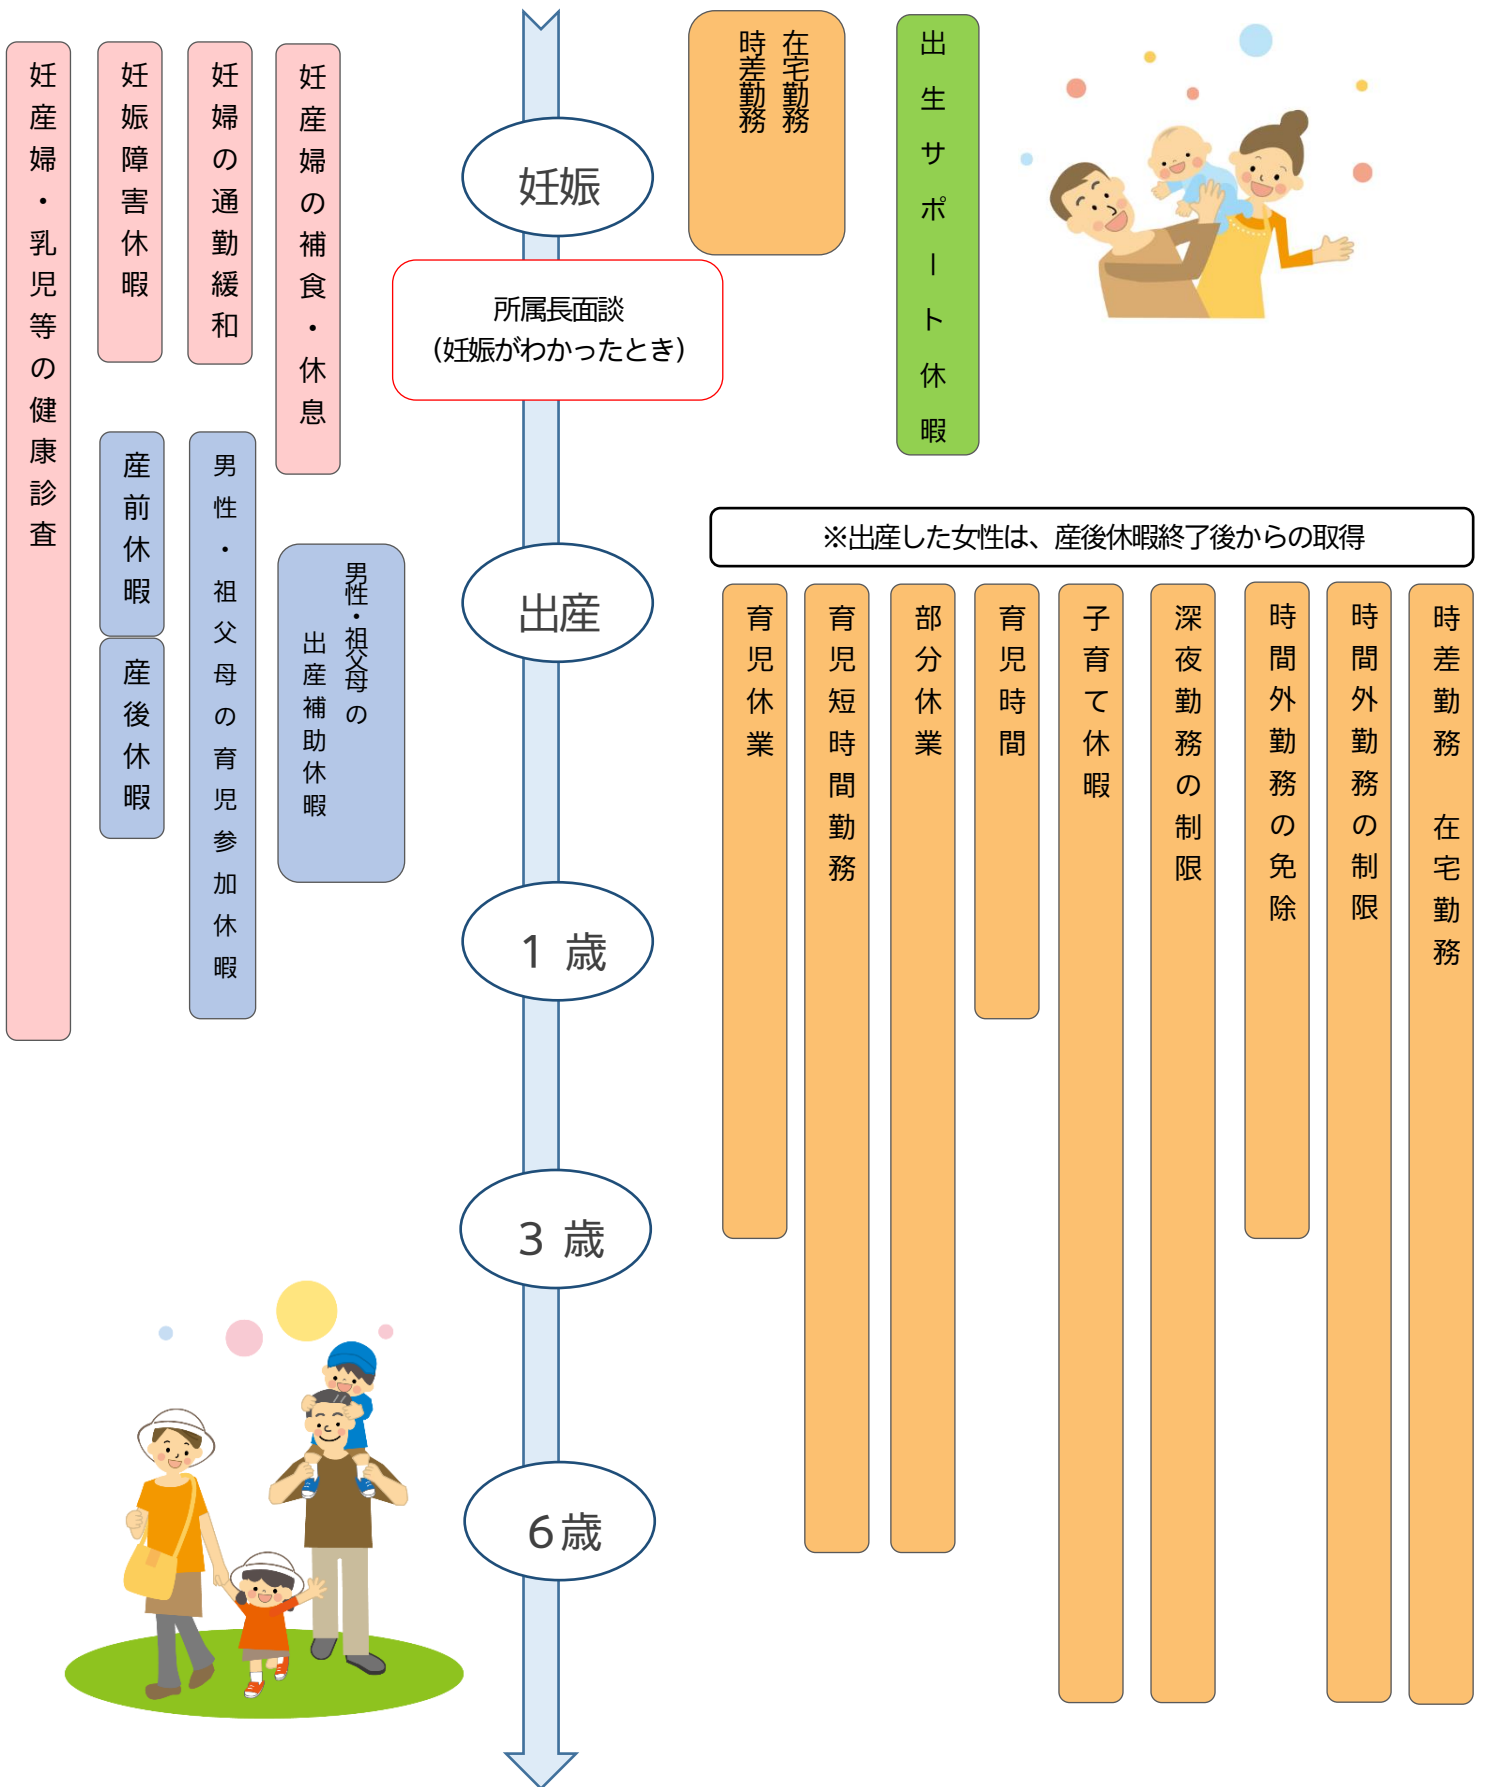 妊産婦・乳児等の健康診査
妊娠障害休暇
妊婦の通勤緩和
妊産婦の補食・休息
妊娠
在宅勤務
時差勤務
出生サポート休暇
所属長面談
(妊娠がわかったとき)
産前休暇
産後休暇
男性・祖父母の育児参加休暇
男性・祖父母の
出産補助休暇
出産
※出産した女性は、産後休暇終了後からの取得
育児休業
育児短時間勤務
部分休業
育児時間
子育て休暇
深夜勤務の制限
時間外勤務の免除
時間外勤務の制限
時差勤務 在宅勤務
1 歳
3 歳
6歳